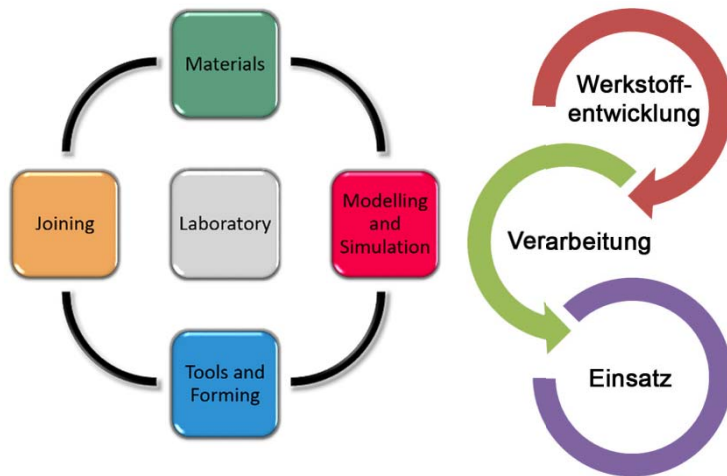 Materials
Joining
Laboratory
Modelling
and
Simulation
Tools and
Forming
Werkstoff-
entwicklung
Verarbeitung
Einsatz